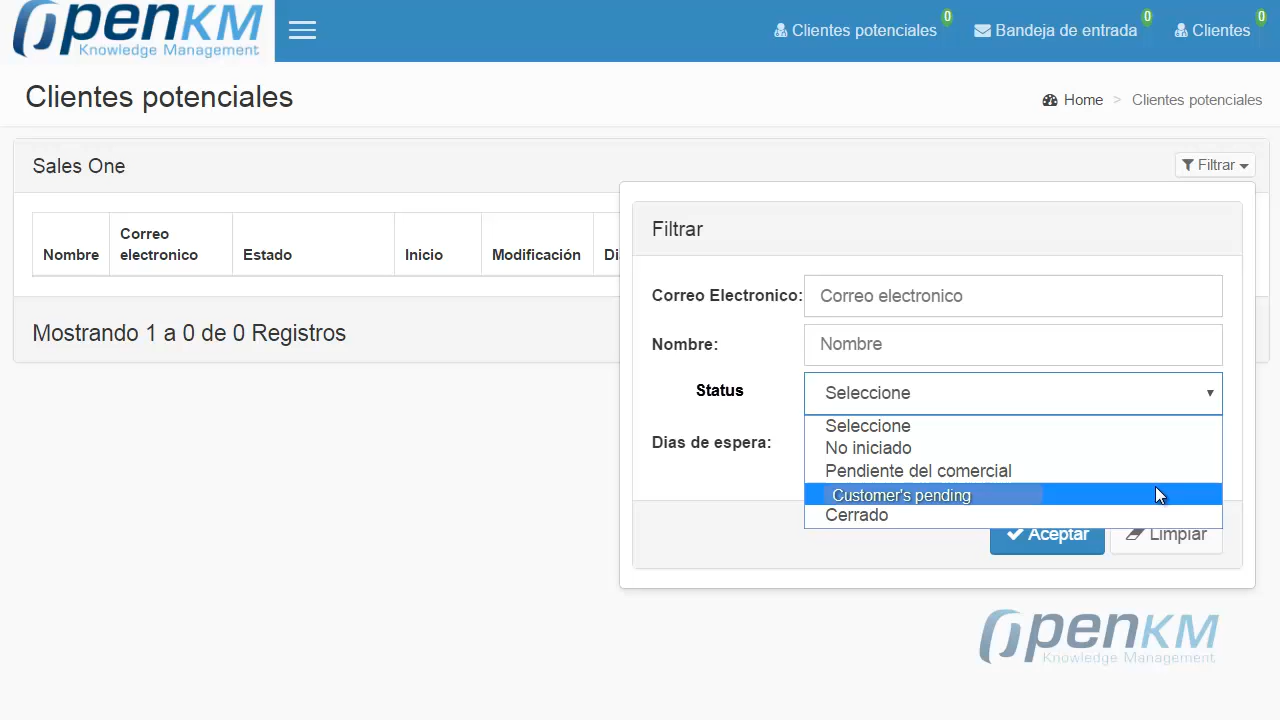 OpenKM
Knowledge Management
Clientes potenciales 0
Bandeja de entrada 0
Clientes 0
Clientes potenciales
Home > Clientes potenciales
Sales One
Filtrar
Nombre
Correo
electronico
Estado
Inicio
Modificación
Di
Mostrando 1 a 0 de 0 Registros
Filtrar
Correo Electronico:
Correo electronico
Nombre:
Nombre
Status
Seleccione
Seleccione
No iniciado
Pendiente del comercial
Customer's pending
Cerrado
Dias de espera:
Aceptar
Limpiar
OpenKM
Knowledge Management